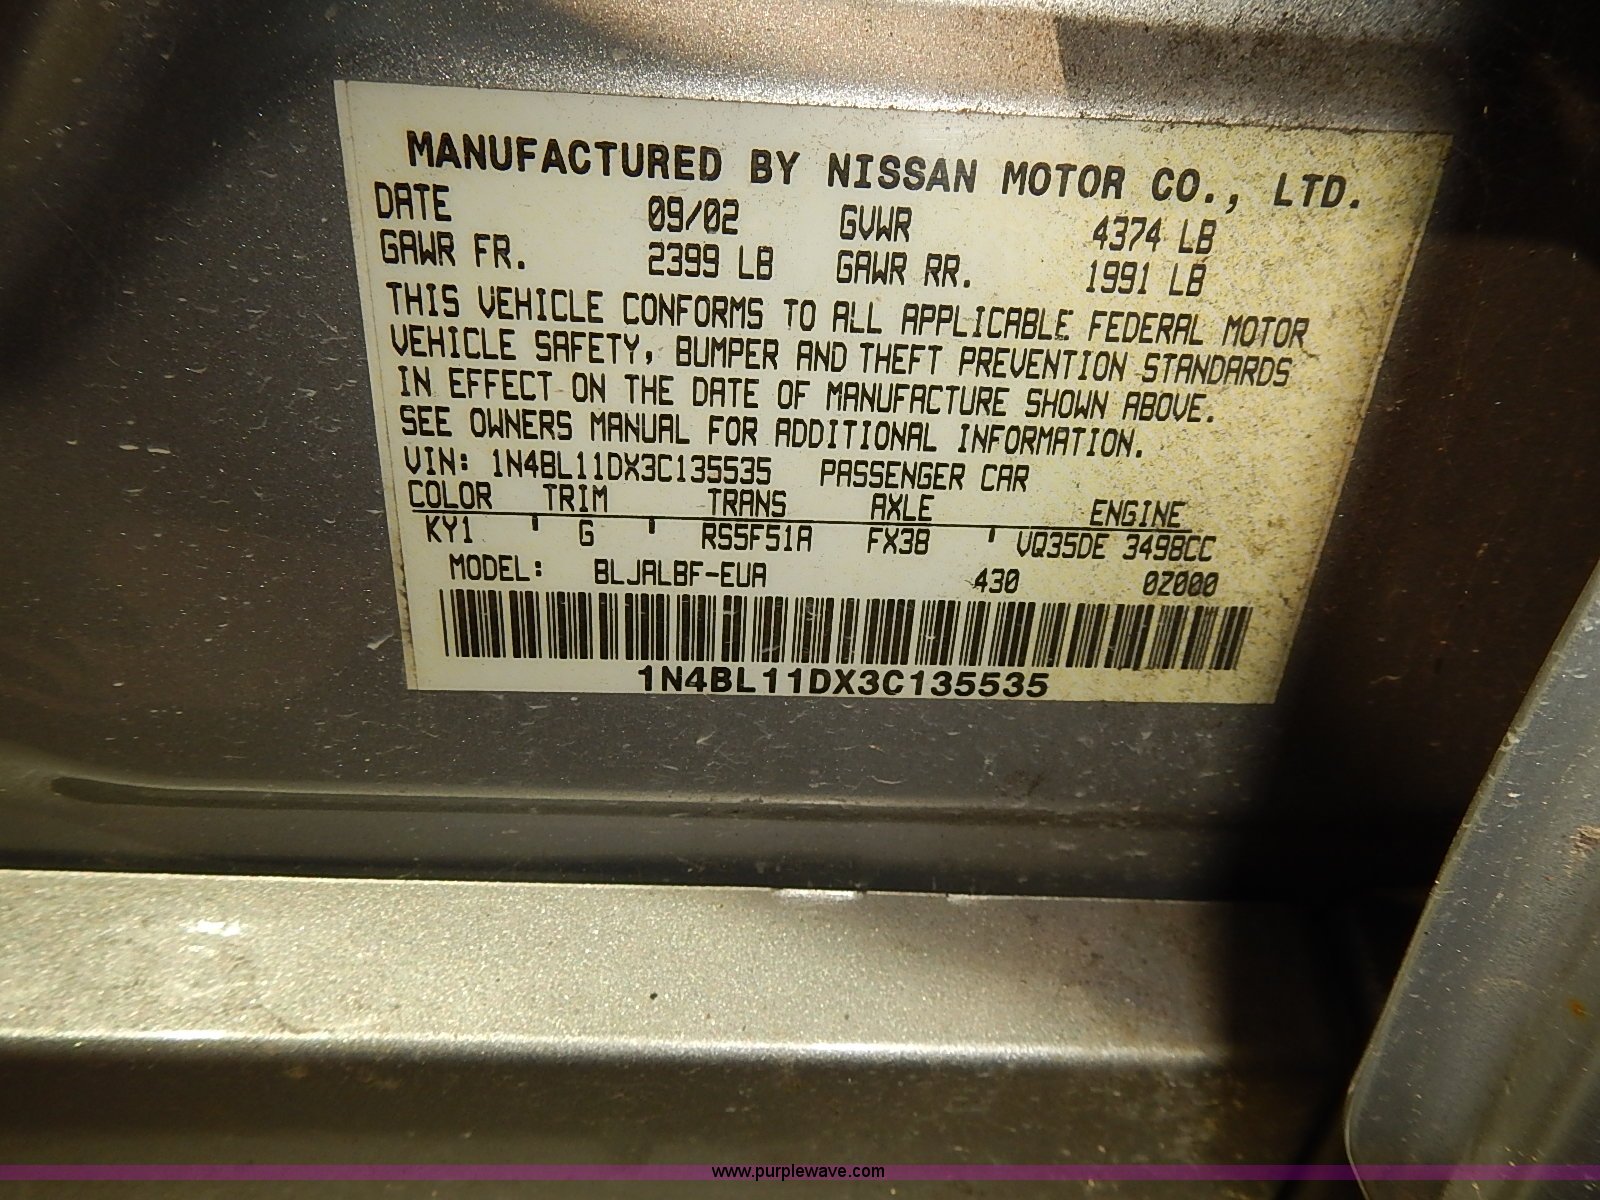 MANUFACTURED BY NISSAN MOTOR CO., LTD.
DATE 09/02 GVWR 4374 LB
GAWR FR. 2399 LB GAWR RR. 1991 LB
THIS VEHICLE CONFORMS TO ALL APPLICABLE FEDERAL MOTOR
VEHICLE SAFETY, BUMPER AND THEFT PREVENTION STANDARDS
IN EFFECT ON THE DATE OF MANUFACTURE SHOWN ABOVE.
SEE OWNERS MANUAL FOR ADDITIONAL INFORMATION.
VIN: 1N4BL11DX3C135535 PASSENGER CAR
COLOR TRIM TRANS AXLE ENGINE
KY1 G RS5F51A FX38 VQ35DE 3498CC
MODEL: BLJALBF-EUA 430 0Z000
1N4BL11DX3C135535
www.purplewave.com